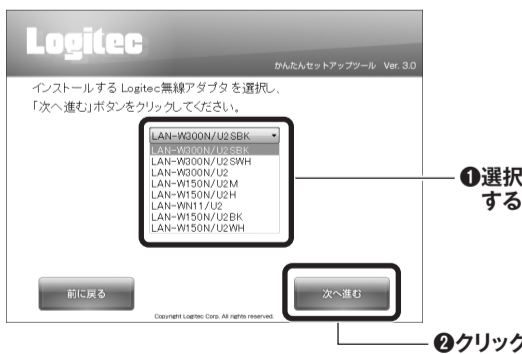 Logitec
かんたんセットアップツール Ver. 3.0
インストールする Logitec無線アダプタ を選択し、
「次へ進む」ボタンをクリックしてください。
LAN-W300N/U2SBK
LAN-W300N/U2SBK
LAN-W300N/U2SWH
LAN-W300N/U2
LAN-W150N/U2M
LAN-W150N/U2H
LAN-WN11/U2
LAN-W150N/U2BK
LAN-W150N/U2WH
❶選択
する
前に戻る
次へ進む
Copyright Logitec Corp. All rights reserved.
❷クリック